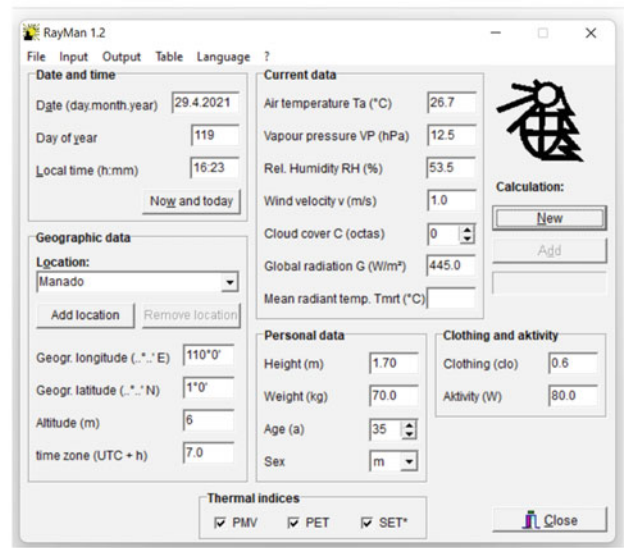 RayMan 1.2
File Input Output Table Language ?
Date and time
Date (day.month.year) 29.4.2021
Day of year 119
Local time (h:mm) 16:23
Now and today
Geographic data
Location:
Manado
Add location Remove location
Geogr. longitude (..°..' E) 110°0'
Geogr. latitude (..°..' N) 1°0'
Altitude (m) 6
time zone (UTC + h) 7.0
Current data
Air temperature Ta (°C) 26.7
Vapour pressure VP (hPa) 12.5
Rel. Humidity RH (%) 53.5
Wind velocity v (m/s) 1.0
Cloud cover C (octas) 0
Global radiation G (W/m²) 445.0
Mean radiant temp. Tmrt (°C)
Calculation:
New
Add
Personal data
Height (m) 1.70
Weight (kg) 70.0
Age (a) 35
Sex m
Clothing and aktivity
Clothing (clo) 0.6
Aktivity (W) 80.0
Thermal indices
PMV PET SET*
Close